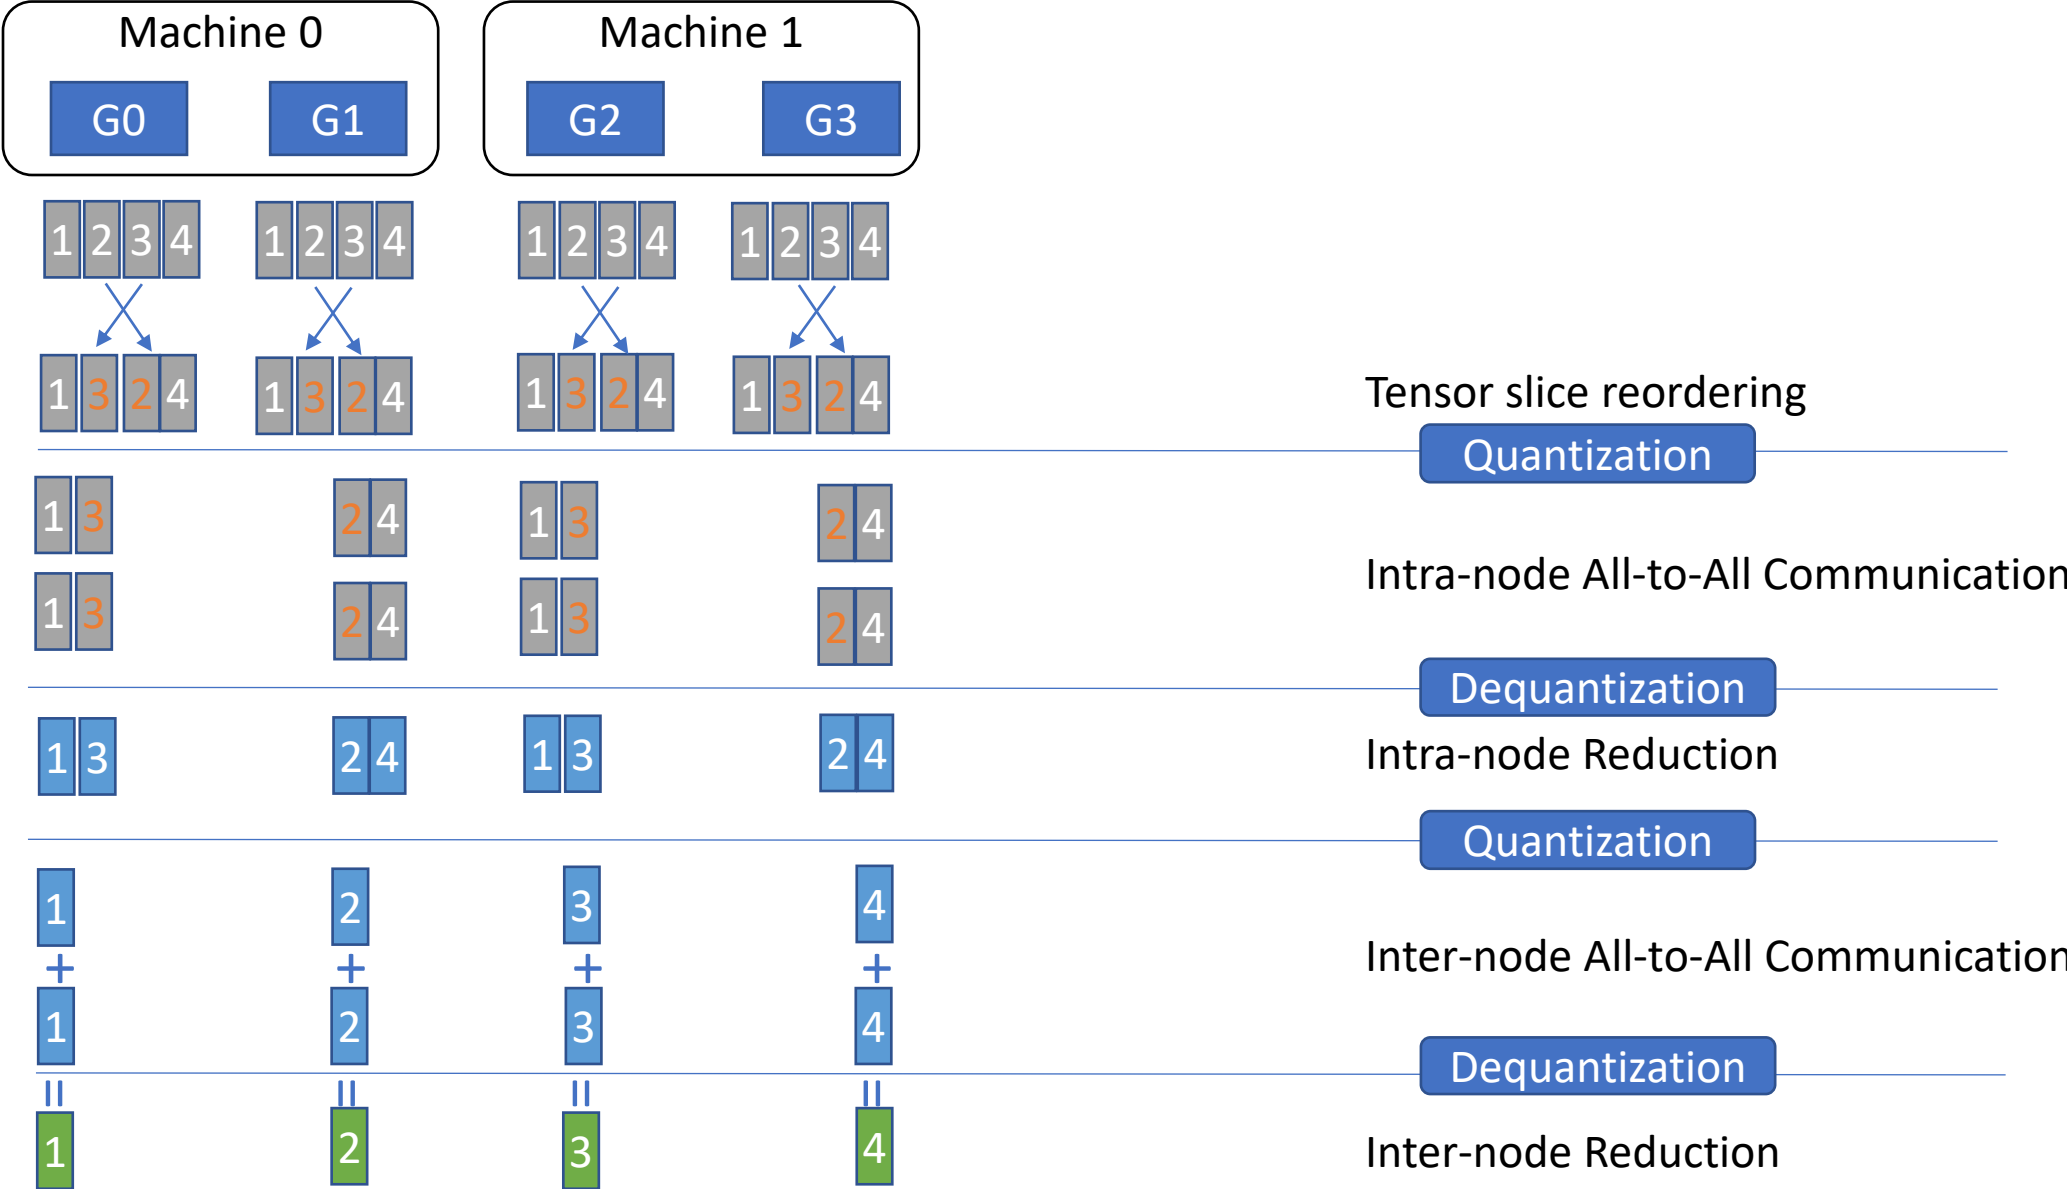 Machine 0 Machine 1
G0 G1 G2 G3
1 2 3 4 1 2 3 4 1 2 3 4 1 2 3 4
1 3 2 4 1 3 2 4 1 3 2 4 1 3 2 4 Tensor slice reordering
Quantization
1 3 2 4 1 3 2 4
Intra-node All-to-All Communication
1 3 2 4 1 3 2 4
Dequantization
1 3 2 4 1 3 2 4 Intra-node Reduction
Quantization
1 2 3 4
+ + + + Inter-node All-to-All Communication
1 2 3 4
Dequantization
= = = =
1 2 3 4 Inter-node Reduction